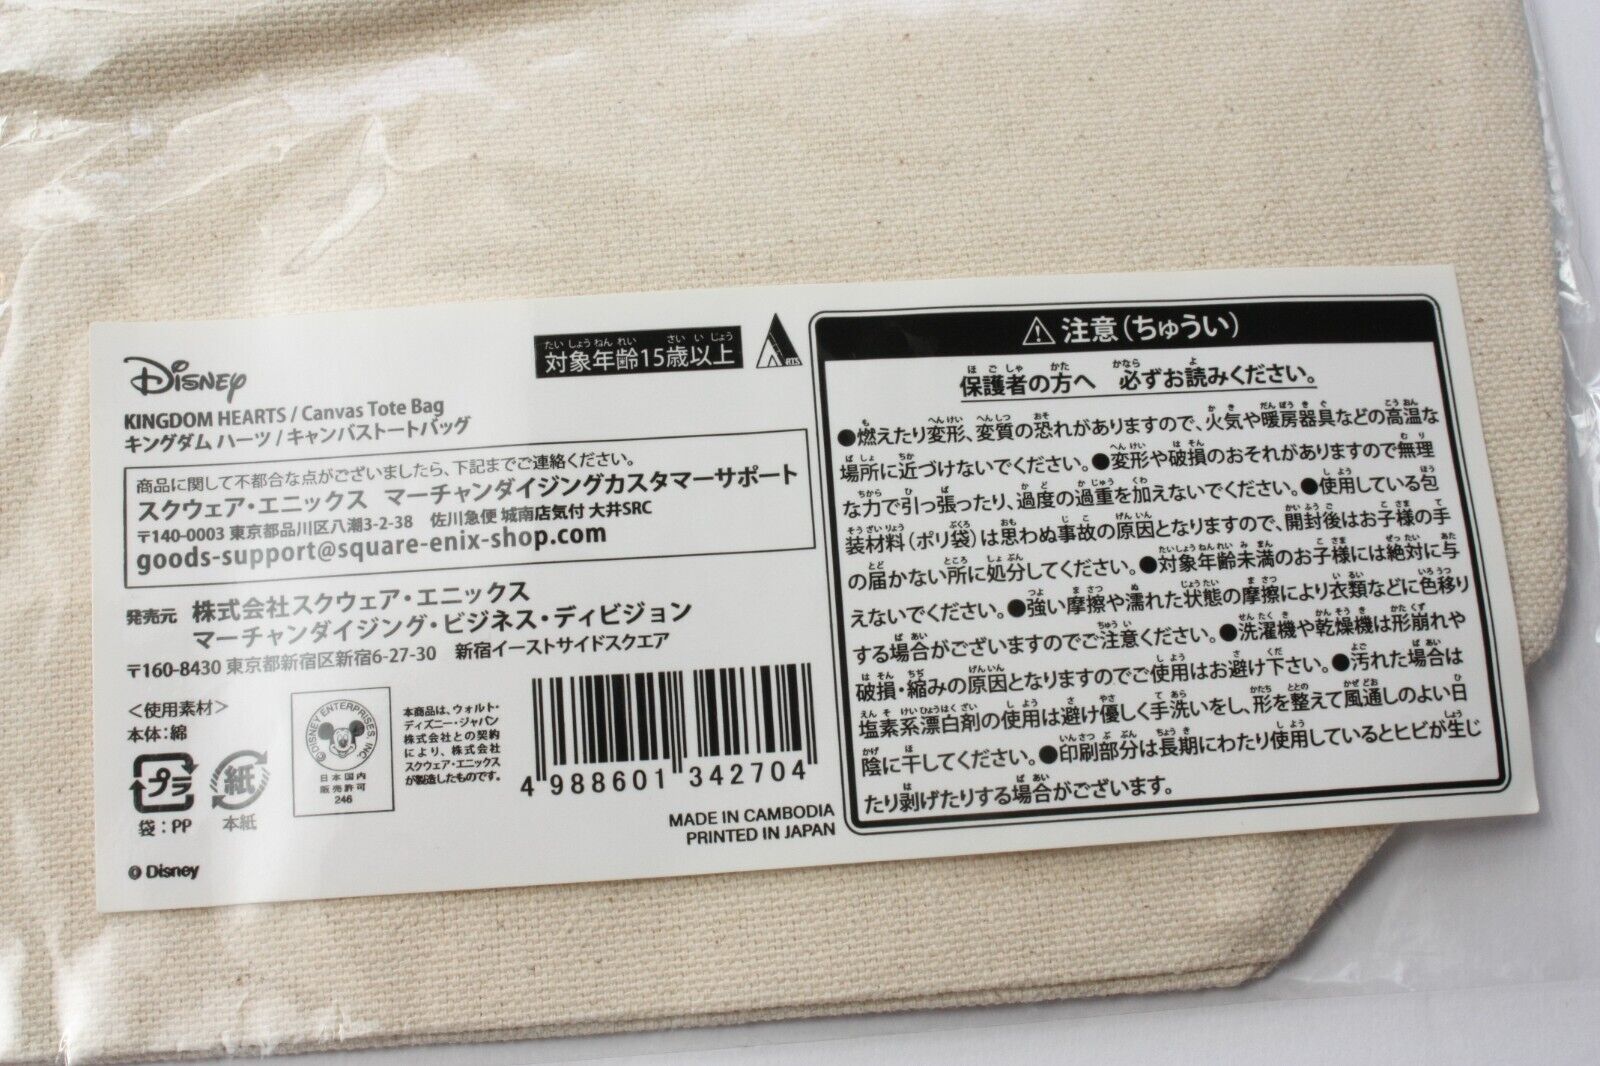 Disney
KINGDOM HEARTS / Canvas Tote Bag
キングダム ハーツ / キャンバストートバッグ
対象年齢15歳以上
たいしょうねんれい さい いじょう
ARTS
商品に関して不都合な点がございましたら、下記までご連絡ください。
スクウェア・エニックス マーチャンダイジングカスタマーサポート
〒140-0003 東京都品川区八潮3-2-38 佐川急便 城南店気付 大井SRC
goods-support@square-enix-shop.com
発売元 株式会社スクウェア・エニックス
マーチャンダイジング・ビジネス・ディビジョン
〒160-8430 東京都新宿区新宿6-27-30 新宿イーストサイドスクエア
<使用素材>
本体:綿
プラ
袋:PP
紙
本紙
©DISNEY ENTERPRISES, INC.
日本国内
販売許可
246
本商品は、ウォルト・
ディズニー・ジャパン
株式会社との契約
により、株式会社
スクウェア・エニックス
が製造したものです。
4 988601 342704
MADE IN CAMBODIA
PRINTED IN JAPAN
© Disney
⚠ 注意(ちゅうい)
保護者の方へ 必ずお読みください。
●燃えたり変形、変質の恐れがありますので、火気や暖房器具などの高温な
場所に近づけないでください。●変形や破損のおそれがありますので無理
な力で引っ張ったり、過度の過重を加えないでください。●使用している包
装材料(ポリ袋)は思わぬ事故の原因となりますので、開封後はお子様の手
の届かない所に処分してください。●対象年齢未満のお子様には絶対に与
えないでください。●強い摩擦や濡れた状態の摩擦により衣類などに色移り
する場合がございますのでご注意ください。●洗濯機や乾燥機は形崩れや
破損・縮みの原因となりますのでご使用はお避け下さい。●汚れた場合は
塩素系漂白剤の使用は避け優しく手洗いをし、形を整えて風通しのよい日
陰に干してください。●印刷部分は長期にわたり使用しているとヒビが生じ
たり剥げたりする場合がございます。